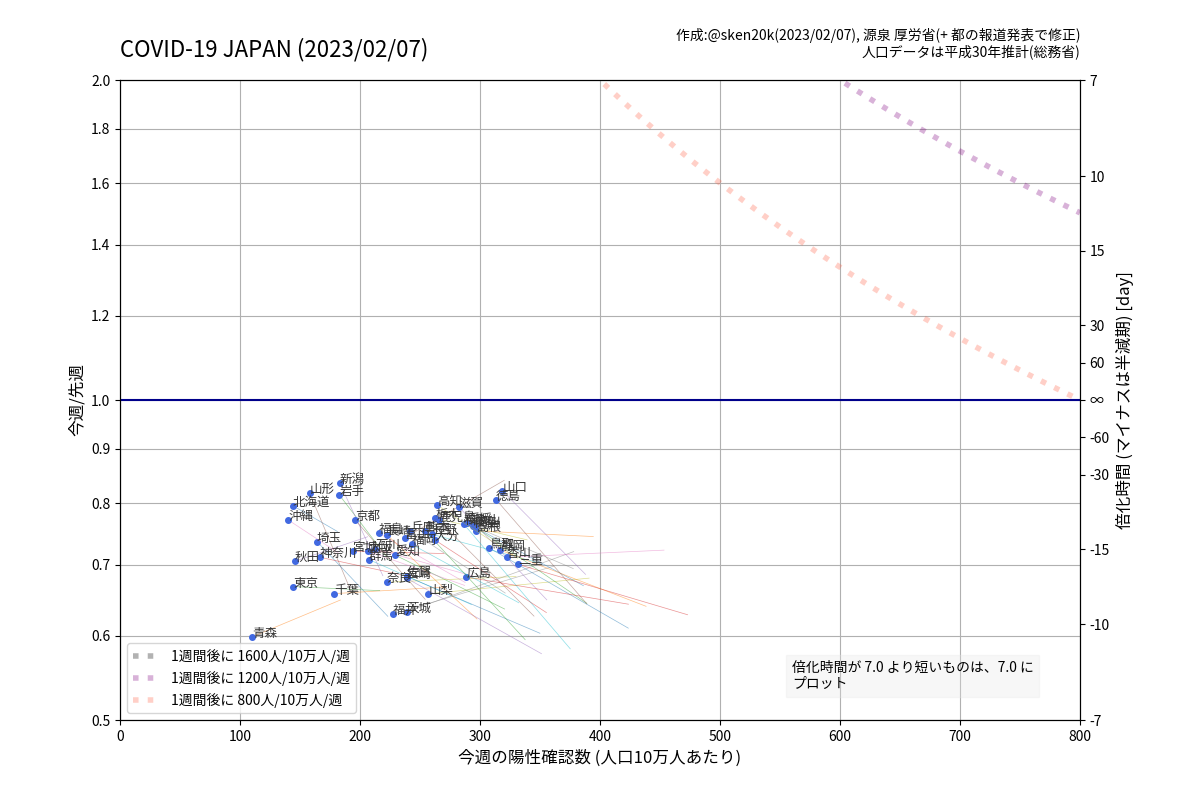 COVID-19 JAPAN (2023/02/07)
作成:@sken20k(2023/02/07), 源泉 厚労省(+ 都の報道発表で修正)
人口データは平成30年推計(総務省)
今週/先週
2.0
1.8
1.6
1.4
1.2
1.0
0.9
0.8
0.7
0.6
0.5
7
10
15
30
60
∞
-60
-30
-15
-10
-7
倍化時間 (マイナスは半減期) [day]
新潟
山形
岩手
北海道
沖縄
京都
高知
滋賀
山口
徳島
島根
埼玉
秋田
神奈川
宮城
石川
群馬
愛知
大分
香川
三重
東京
千葉
奈良
広島
山梨
福井
茨城
青森
1週間後に 1600人/10万人/週
1週間後に 1200人/10万人/週
1週間後に 800人/10万人/週
倍化時間が 7.0 より短いものは、7.0 に
プロット
0 100 200 300 400 500 600 700 800
今週の陽性確認数 (人口10万人あたり)